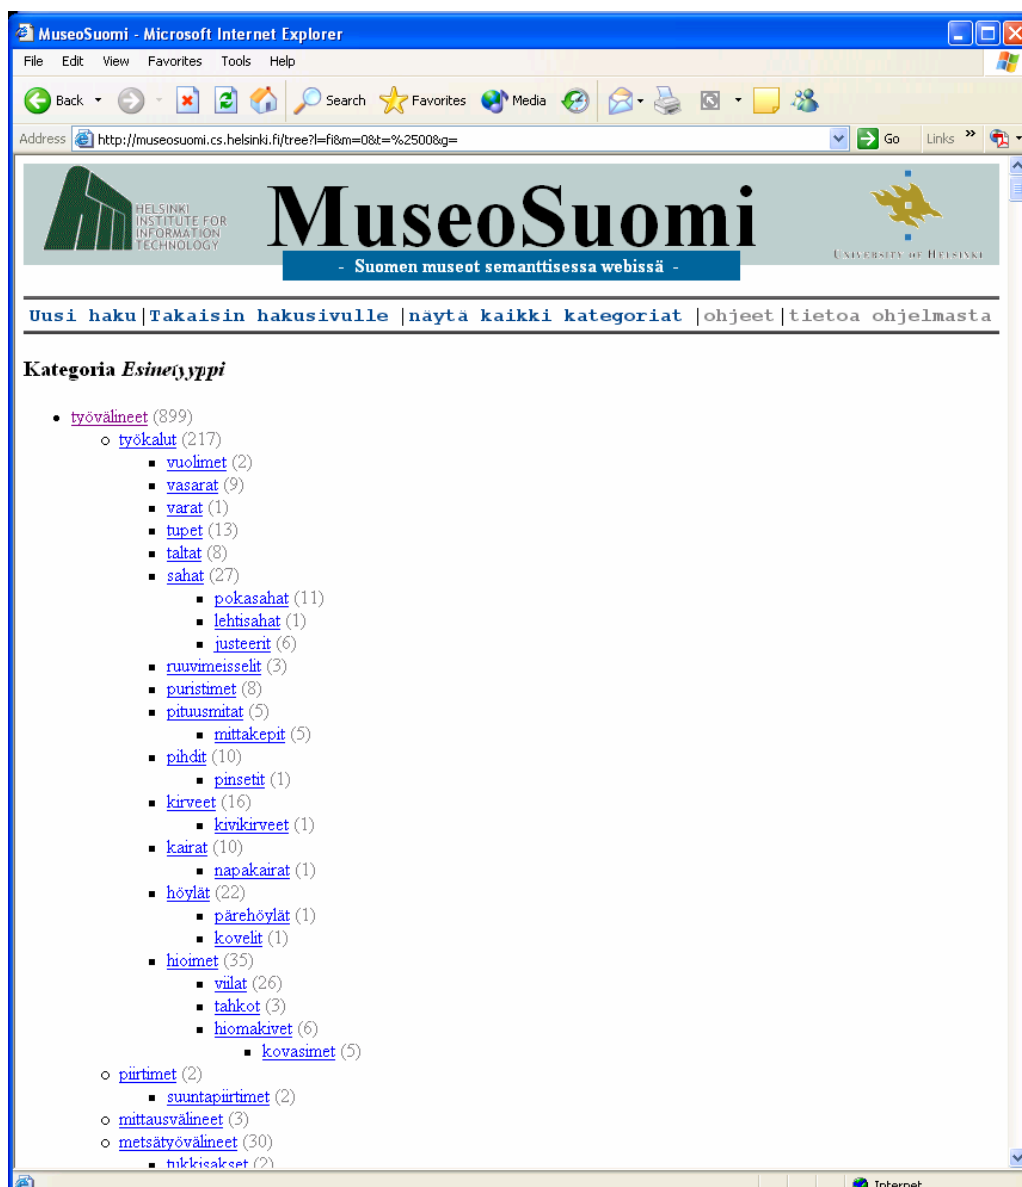 MuseoSuomi - Microsoft Internet Explorer
File Edit View Favorites Tools Help
Back Search Favorites Media
Address http://museosuomi.cs.helsinki.fi/tree?l=fi&m=0&t=%2500&g= Go Links »
HELSINKI
INSTITUTE FOR
INFORMATION
TECHNOLOGY
MuseoSuomi
UNIVERSITY OF HELSINKI
- Suomen museot semanttisessa webissä -
Uusi haku|Takaisin hakusivulle |näytä kaikki kategoriat |ohjeet|tietoa ohjelmasta
Kategoria Esinetyyppi
• työvälineet (899)
o työkalut (217)
▪ vuolimet (2)
▪ vasarat (9)
▪ varat (1)
▪ tupet (13)
▪ taltat (8)
▪ sahat (27)
▪ pokasahat (11)
▪ lehtisahat (1)
▪ justeerit (6)
▪ ruuvimeisselit (3)
▪ puristimet (8)
▪ pituusmitat (5)
▪ mittakepit (5)
▪ pihdit (10)
▪ pinsetit (1)
▪ kirveet (16)
▪ kivikirveet (1)
▪ kairat (10)
▪ napakairat (1)
▪ höylät (22)
▪ pärehöylät (1)
▪ kovelit (1)
▪ hioimet (35)
▪ viilat (26)
▪ tahkot (3)
▪ hiomakivet (6)
▪ kovasimet (5)
o piirtimet (2)
▪ suuntapiirtimet (2)
o mittausvälineet (3)
o metsätyövälineet (30)
▪ tukkisakset (2)
Internet